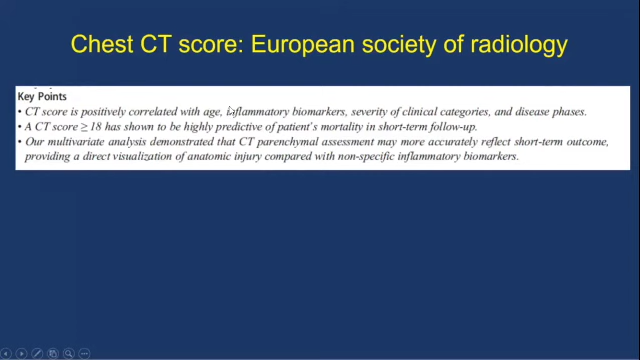 Chest CT score: European society of radiology
Key Points
• CT score is positively correlated with age, inflammatory biomarkers, severity of clinical categories, and disease phases.
• A CT score ≥ 18 has shown to be highly predictive of patient's mortality in short-term follow-up.
• Our multivariate analysis demonstrated that CT parenchymal assessment may more accurately reflect short-term outcome,
providing a direct visualization of anatomic injury compared with non-specific inflammatory biomarkers.